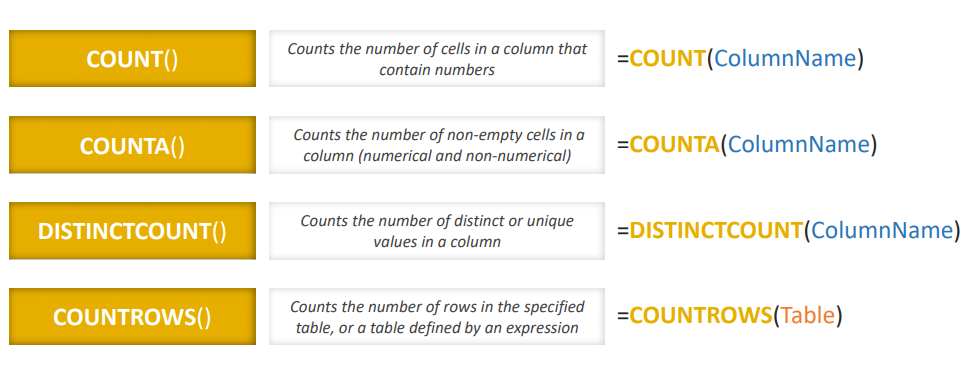 COUNT()
Counts the number of cells in a column that
contain numbers
=COUNT(ColumnName)
COUNTA()
Counts the number of non-empty cells in a
column (numerical and non-numerical)
=COUNTA(ColumnName)
DISTINCTCOUNT()
Counts the number of distinct or unique
values in a column
=DISTINCTCOUNT(ColumnName)
COUNTROWS()
Counts the number of rows in the specified
table, or a table defined by an expression
=COUNTROWS(Table)